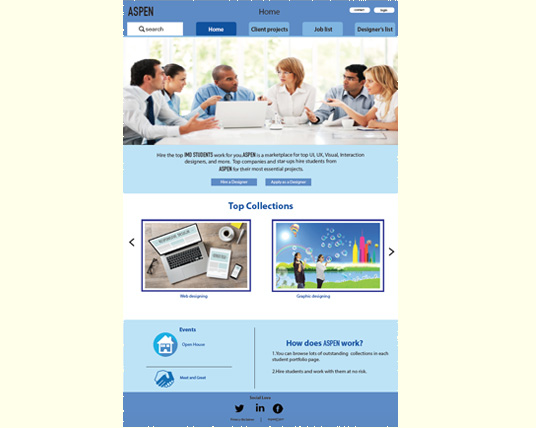 ASPEN
Home
contact
login
search
Home
Client projects
Job list
Designer's list
Hire the top IMD STUDENTS work for you.ASPEN is a marketplace for top UI, UX, Visual, Interaction
designers, and more. Top companies and start-ups hire students from
ASPEN for their most essential projects.
Hire a Designer
Apply as a Designer
Top Collections
RESPONSIVE DESIGN
Web designing
Graphic designing
Events
Open House
Meet and Great
How does ASPEN work?
1.You can browse lots of outstanding collections in each
student portfolio page.
2.Hire students and work with them at no risk.
Social Links